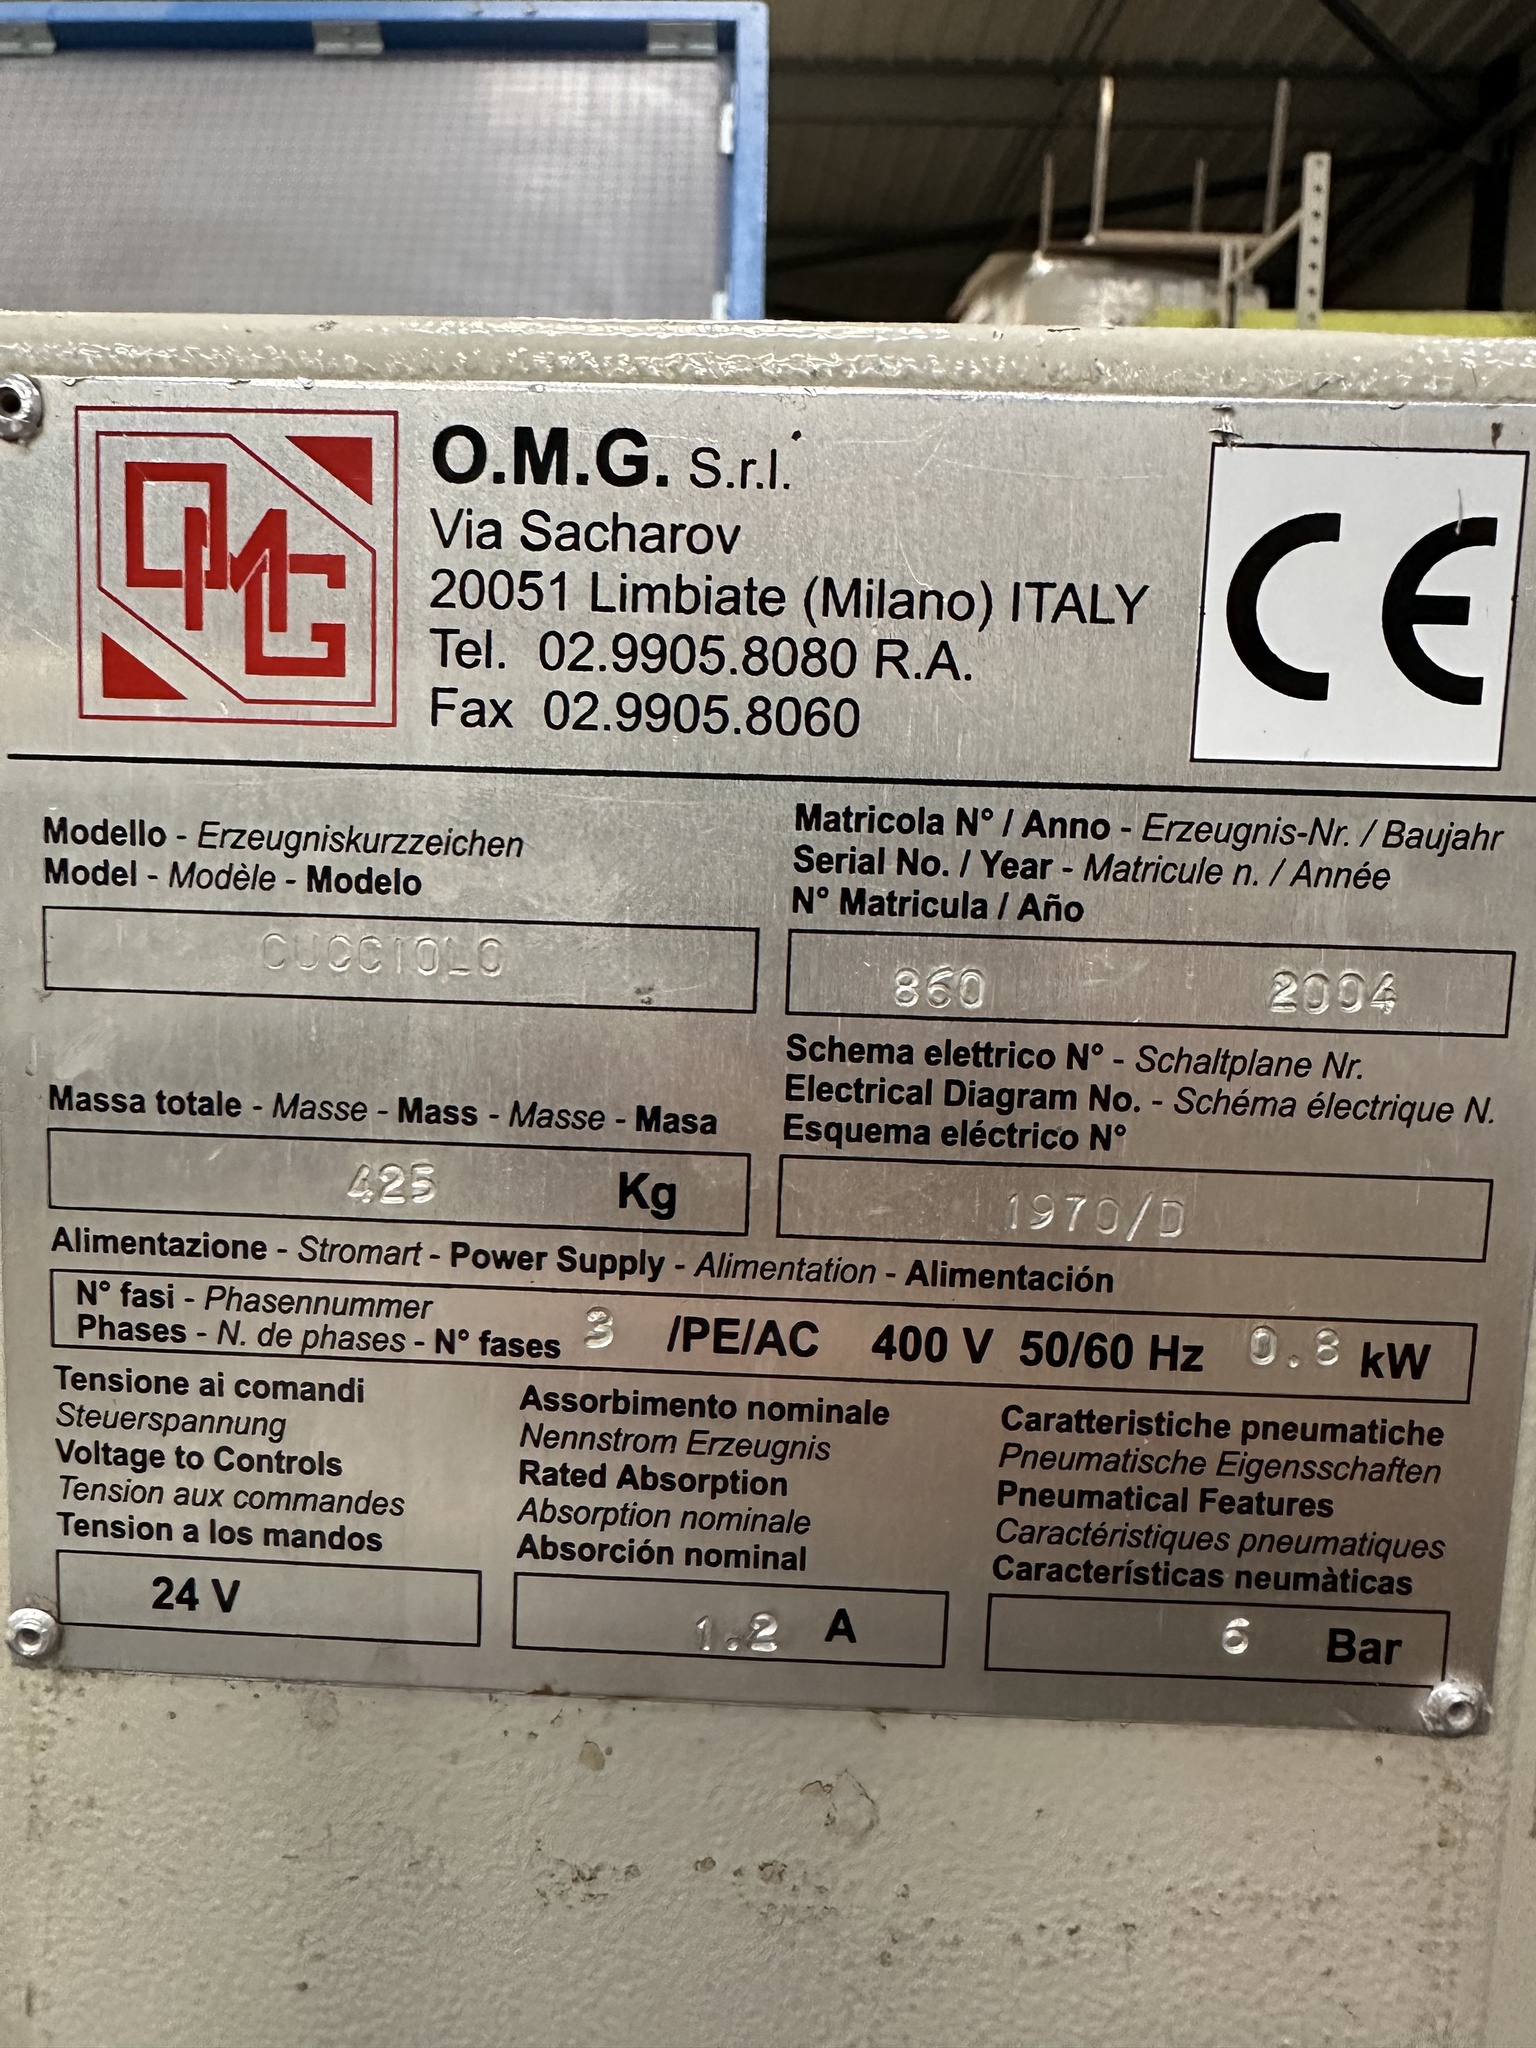 OMG
O.M.G. S.r.l.
Via Sacharov
20051 Limbiate (Milano) ITALY
Tel. 02.9905.8080 R.A.
Fax 02.9905.8060
CE
Modello - Erzeugniskurzzeichen
Model - Modèle - Modelo
CUCCIOLO
Matricola N° / Anno - Erzeugnis-Nr. / Baujahr
Serial No. / Year - Matricule n. / Année
N° Matricula / Año
860 2004
Massa totale - Masse - Mass - Masse - Masa
425 Kg
Schema elettrico N° - Schaltplane Nr.
Electrical Diagram No. - Schéma électrique N.
Esquema eléctrico N°
1970/D
Alimentazione - Stromart - Power Supply - Alimentation - Alimentación
N° fasi - Phasennummer
Phases - N. de phases - N° fases 3 /PE/AC 400 V 50/60 Hz 0.8 kW
Tensione ai comandi
Steuerspannung
Voltage to Controls
Tension aux commandes
Tension a los mandos
24 V
Assorbimento nominale
Nennstrom Erzeugnis
Rated Absorption
Absorption nominale
Absorción nominal
1.2 A
Caratteristiche pneumatiche
Pneumatische Eigensschaften
Pneumatical Features
Caractéristiques pneumatiques
Características neumàticas
6 Bar